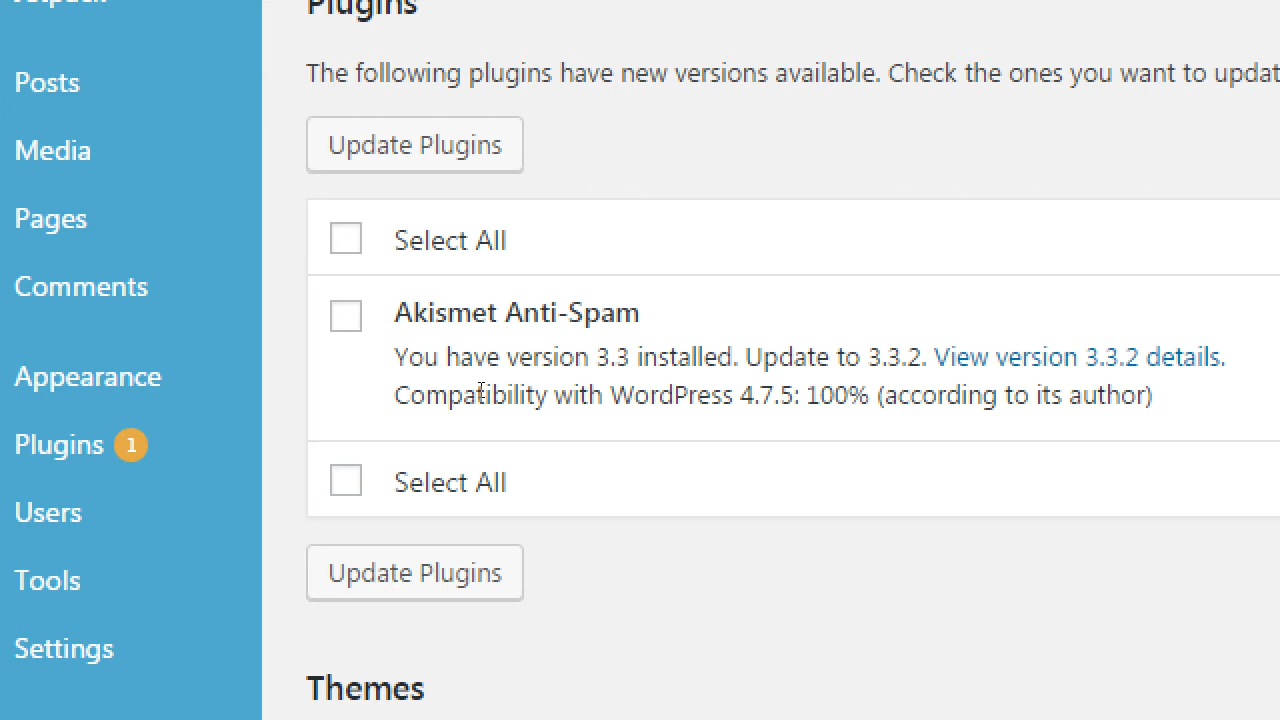 Jetpack
Posts
Media
Pages
Comments
Appearance
Plugins 1
Users
Tools
Settings
Plugins
The following plugins have new versions available. Check the ones you want to updat
Update Plugins
Select All
Akismet Anti-Spam
You have version 3.3 installed. Update to 3.3.2. View version 3.3.2 details.
Compatibility with WordPress 4.7.5: 100% (according to its author)
Select All
Update Plugins
Themes